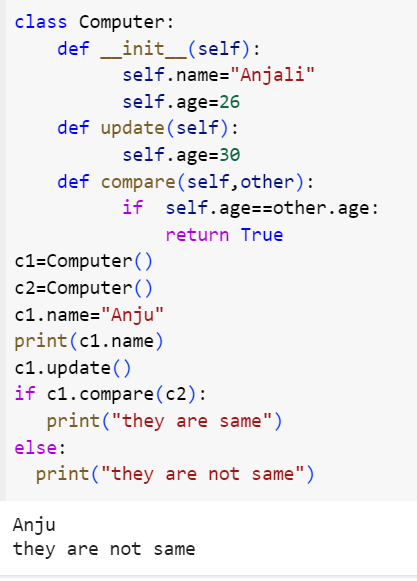 class Computer:
    def __init__(self):
          self.name="Anjali"
          self.age=26
    def update(self):
          self.age=30
    def compare(self,other):
          if  self.age==other.age:
              return True
c1=Computer()
c2=Computer()
c1.name="Anju"
print(c1.name)
c1.update()
if c1.compare(c2):
   print("they are same")
else:
  print("they are not same")
Anju
they are not same